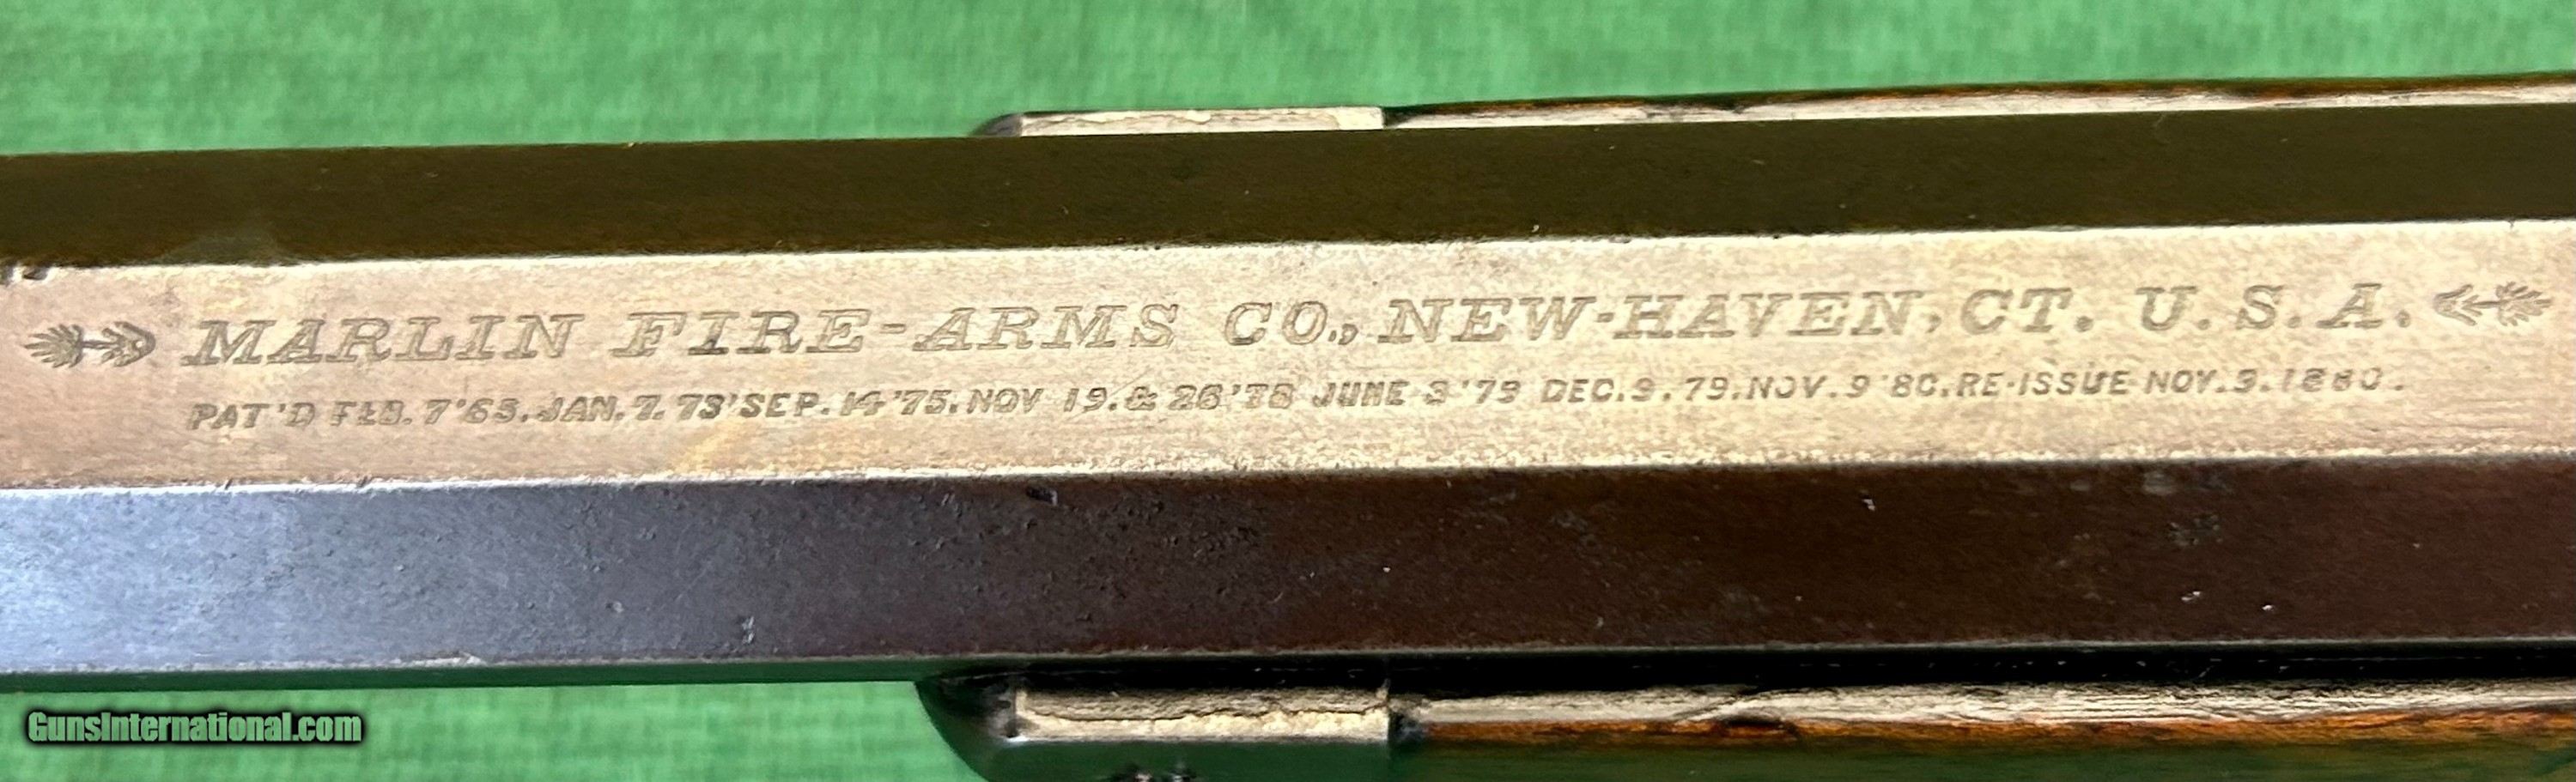 MARLIN FIRE-ARMS CO., NEW-HAVEN, CT. U.S.A.
PAT'D FEB. 7'63. JAN. 7. 73' SEP. 14 '75. NOV 19. & 26 '78 JUNE 3 '79 DEC. 9. 79. NOV. 9 '80. RE-ISSUE NOV. 9. 1880.
GunsInternational.com